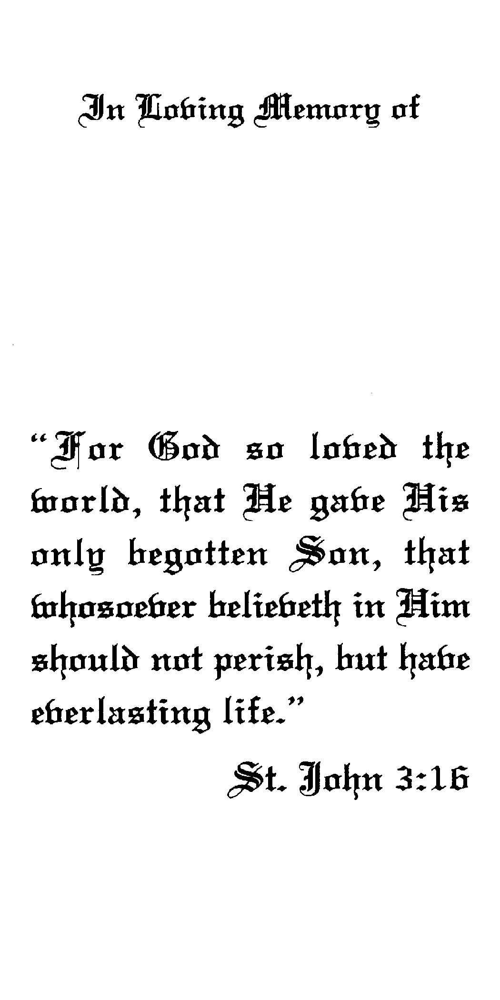 In Loving Memory of
“For God so loved the
world, that He gave His
only begotten Son, that
whosoever believeth in Him
should not perish, but have
everlasting life.”
St. John 3:16